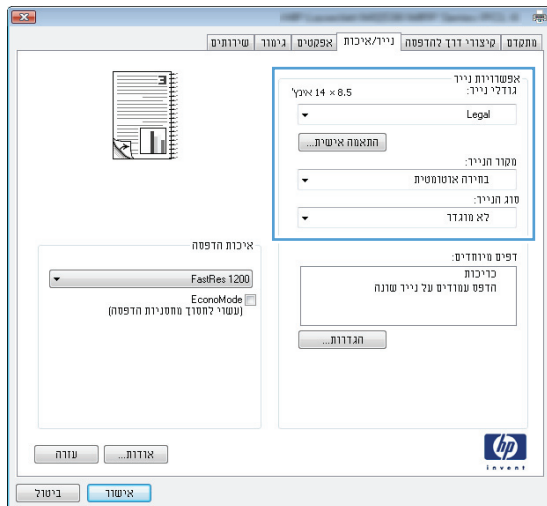 מתקדם
קיצורי דרך להדפסה
נייר/איכות
אפקטים
גימור
שירותים
אפשרויות נייר
גודלי נייר:
8.5 × 14 אינץ'
Legal
התאמה אישית...
מקור הנייר:
בחירה אוטומטית
סוג הנייר:
לא מוגדר
דפים מיוחדים:
כריכות
הדפס עמודים על נייר שונה
הגדרות...
3
איכות הדפסה
FastRes 1200
EconoMode
(עשוי לחסוך מחסניות הדפסה)
hp
invent
אודות...
עזרה
אישור
ביטול